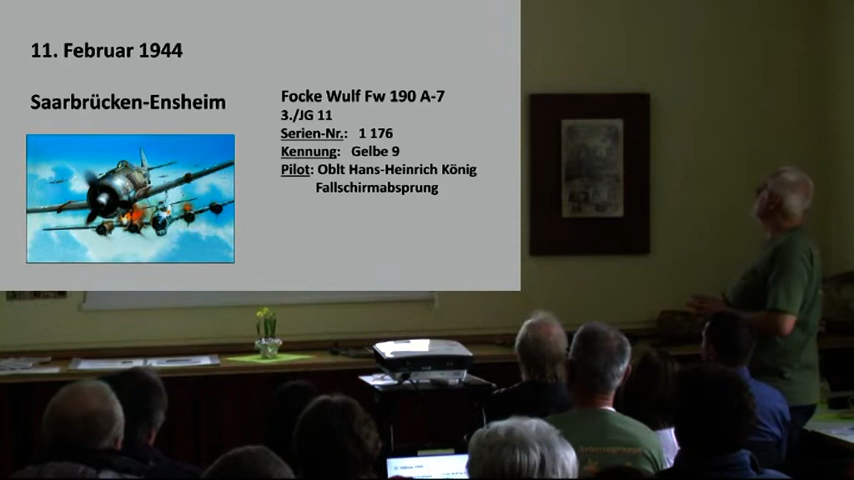 11. Februar 1944
Saarbrücken-Ensheim
Focke Wulf Fw 190 A-7
3./JG 11
Serien-Nr.: 1 176
Kennung: Gelbe 9
Pilot: Oblt Hans-Heinrich König
Fallschirmabsprung